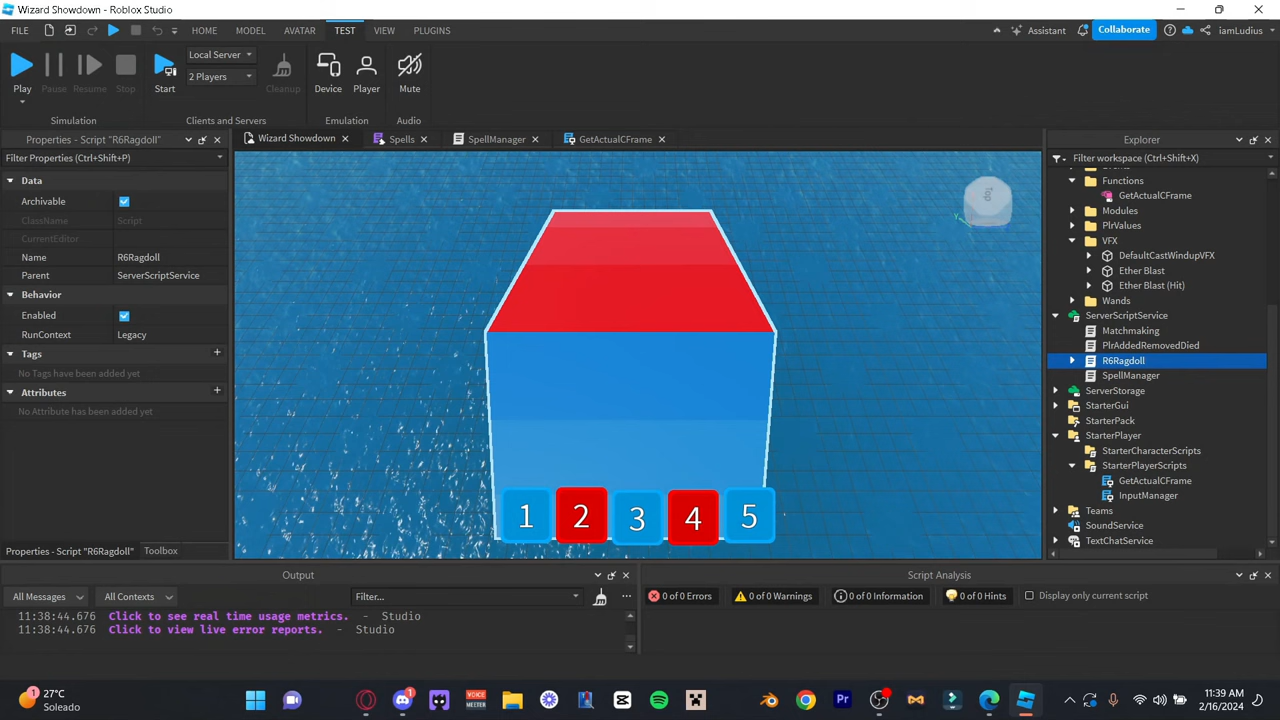 Wizard Showdown - Roblox Studio
FILE HOME MODEL AVATAR TEST VIEW PLUGINS Assistant Collaborate iamLudius
Play Pause Resume Stop
Simulation
Local Server
2 Players
Start Cleanup
Clients and Servers
Device Player
Emulation
Mute
Audio
Properties - Script "R6Ragdoll"
Filter Properties (Ctrl+Shift+P)
Data
Archivable
ClassName Script
CurrentEditor
Name R6Ragdoll
Parent ServerScriptService
Behavior
Enabled
RunContext Legacy
Tags
No Tags have been added yet
Attributes
No Attribute has been added yet
Properties - Script "R6Ragdoll" Toolbox
Wizard Showdown Spells SpellManager GetActualCFrame
Top
Y
1 2 3 4 5
Explorer
Filter workspace (Ctrl+Shift+X)
Functions
GetActualCFrame
Modules
PlrValues
VFX
DefaultCastWindupVFX
Ether Blast
Ether Blast (Hit)
Wands
ServerScriptService
Matchmaking
PlrAddedRemovedDied
R6Ragdoll
SpellManager
ServerStorage
StarterGui
StarterPack
StarterPlayer
StarterCharacterScripts
StarterPlayerScripts
GetActualCFrame
InputManager
Teams
SoundService
TextChatService
Output
All Messages All Contexts Filter...
11:38:44.676 Click to see real time usage metrics. - Studio
11:38:44.676 Click to view live error reports. - Studio
Script Analysis
0 of 0 Errors 0 of 0 Warnings 0 of 0 Information 0 of 0 Hints Display only current script
27°C
Soleado
1
VOICE
MEETER
Pr
11:39 AM
2/16/2024